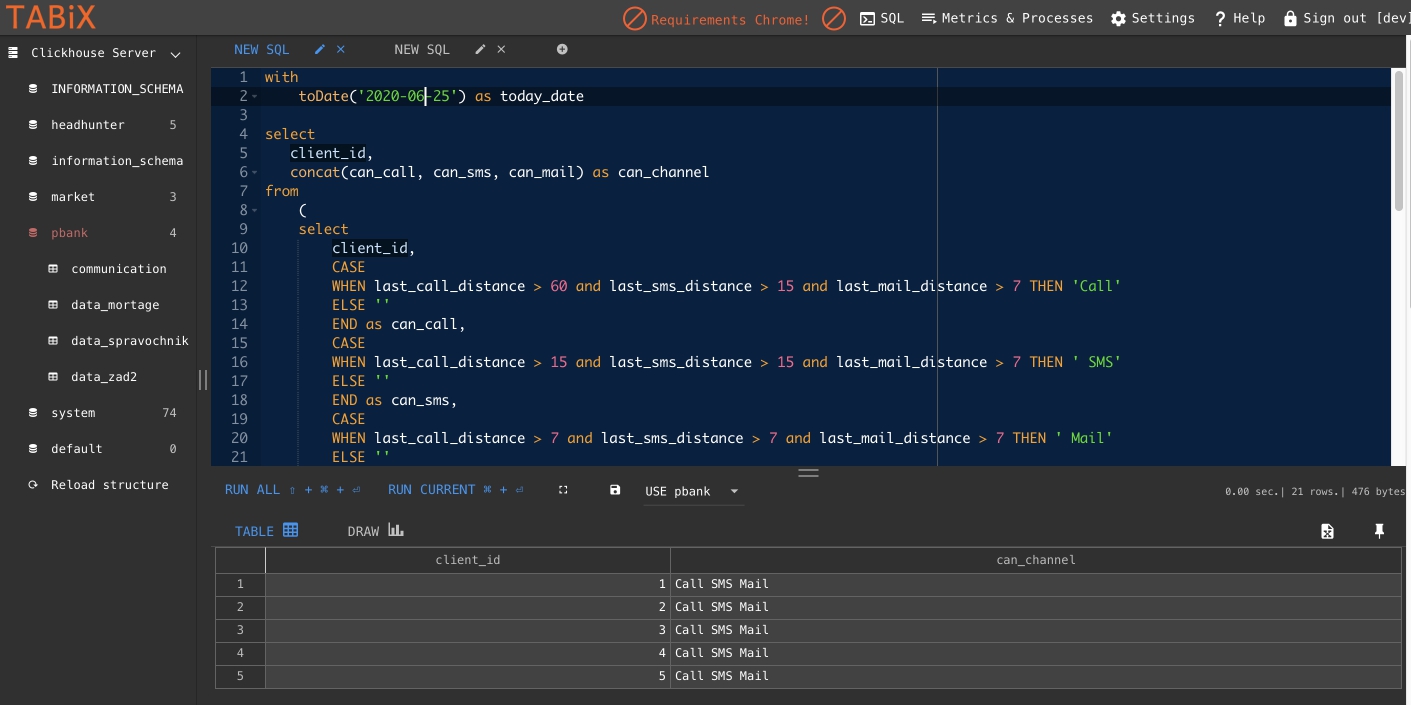 TABiX
Requirements Chrome! SQL Metrics & Processes Settings ? Help Sign out [dev]
Clickhouse Server
INFORMATION_SCHEMA
headhunter 5
information_schema
market 3
pbank 4
communication
data_mortage
data_spravochnik
data_zad2
system 74
default 0
Reload structure
NEW SQL NEW SQL
1 with
2 toDate('2020-06-25') as today_date
3
4 select
5 client_id,
6 concat(can_call, can_sms, can_mail) as can_channel
7 from
8 (
9 select
10 client_id,
11 CASE
12 WHEN last_call_distance > 60 and last_sms_distance > 15 and last_mail_distance > 7 THEN 'Call'
13 ELSE ''
14 END as can_call,
15 CASE
16 WHEN last_call_distance > 15 and last_sms_distance > 15 and last_mail_distance > 7 THEN ' SMS'
17 ELSE ''
18 END as can_sms,
19 CASE
20 WHEN last_call_distance > 7 and last_sms_distance > 7 and last_mail_distance > 7 THEN ' Mail'
21 ELSE ''
RUN ALL ⇧ + ⌘ + ⏎ RUN CURRENT ⌘ + ⏎ USE pbank 0.00 sec.| 21 rows.| 476 bytes
TABLE DRAW
client_id can_channel
1 1 Call SMS Mail
2 2 Call SMS Mail
3 3 Call SMS Mail
4 4 Call SMS Mail
5 5 Call SMS Mail